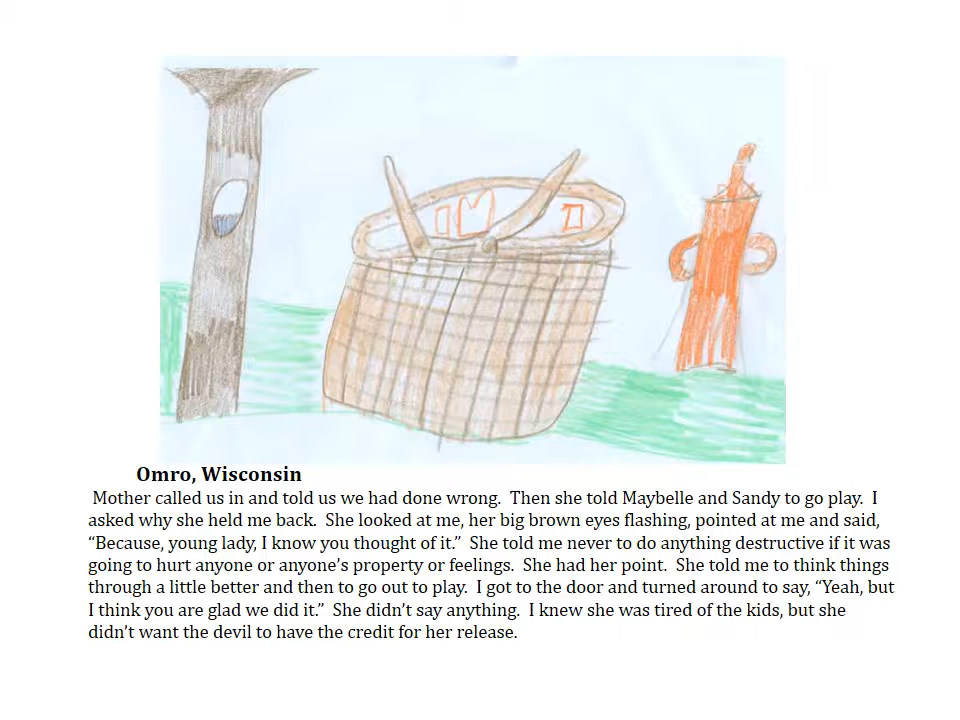 Omro, Wisconsin
Mother called us in and told us we had done wrong.  Then she told Maybelle and Sandy to go play.  I
asked why she held me back.  She looked at me, her big brown eyes flashing, pointed at me and said,
“Because, young lady, I know you thought of it.”  She told me never to do anything destructive if it was
going to hurt anyone or anyone’s property or feelings.  She had her point.  She told me to think things
through a little better and then to go out to play.  I got to the door and turned around to say, “Yeah, but
I think you are glad we did it.”  She didn’t say anything.  I knew she was tired of the kids, but she
didn’t want the devil to have the credit for her release.